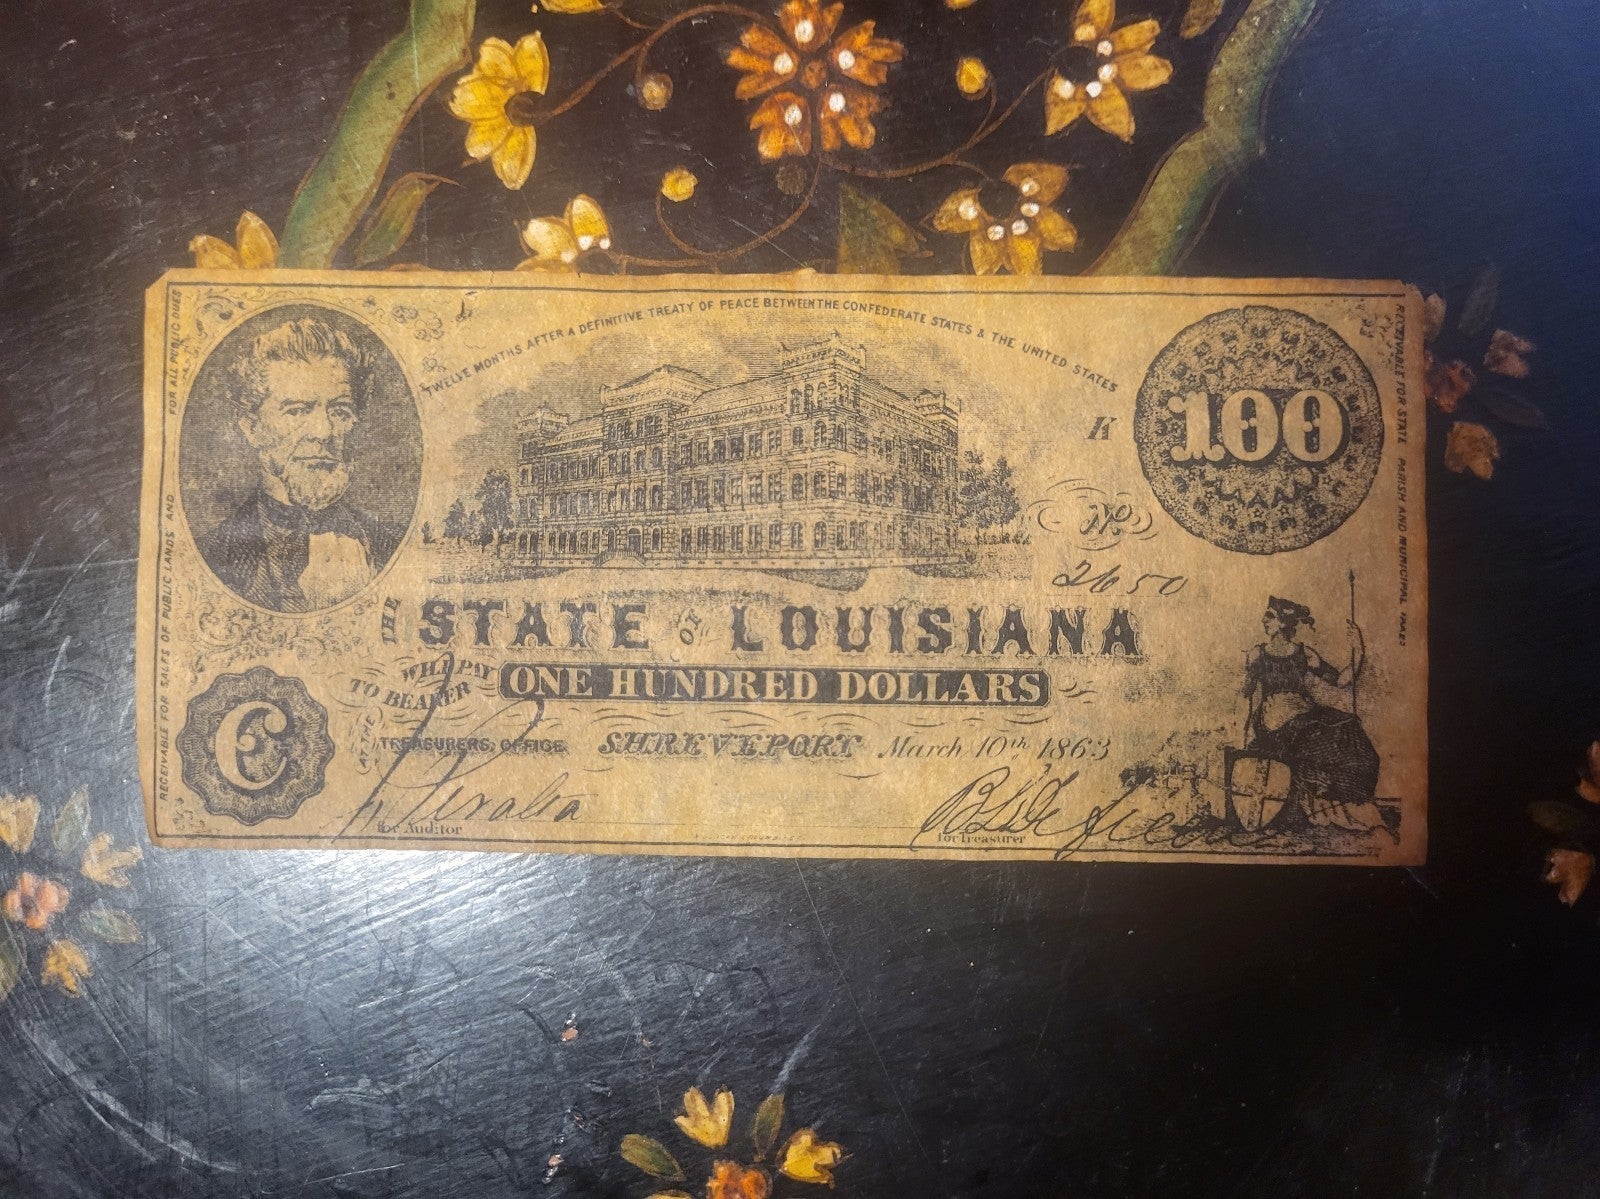 TWELVE MONTHS AFTER A DEFINITIVE TREATY OF PEACE BETWEEN THE CONFEDERATE STATES & THE UNITED STATES
FOR ALL PUBLIC DUES
RECEIVABLE FOR SALES OF PUBLIC LANDS AND
RECEIVABLE FOR STATE PARISH AND MUNICIPAL
K
100
No
2650
THE STATE OF LOUISIANA
WILL PAY
TO BEARER
ONE HUNDRED DOLLARS
C
AT THE
TREASURERS, OFFICE
SHREVEPORT March 10th, 1863
Peralta
for Auditor
for Treasurer